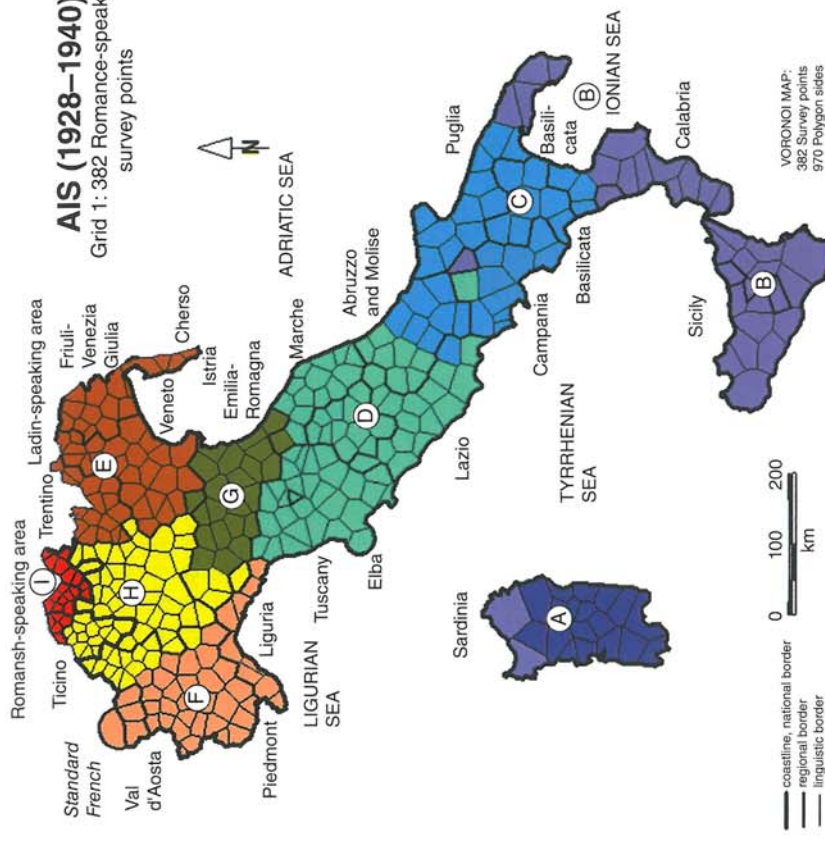 AIS (1928–1940)
Grid 1: 382 Romance-speak
survey points
Romansh-speaking area
Ladin-speaking area
I
Ticino
Trentino
Friuli-
Venezia
Giulia
Standard
French
Val
d'Aosta
E
H
F
Veneto
Cherso
Istria
Emilia-
Romagna
G
N
ADRIATIC SEA
Piedmont
Liguria
LIGURIAN
SEA
Marche
Tuscany
Elba
D
Abruzzo
and Molise
Lazio
Puglia
Sardinia
A
C
Campania
Basili-
cata
B
IONIAN SEA
TYRRHENIAN
SEA
Basilicata
Calabria
Sicily
B
0 100 200
km
coastline, national border
regional border
linguistic border
VORONOI MAP:
382 Survey points
970 Polygon sides